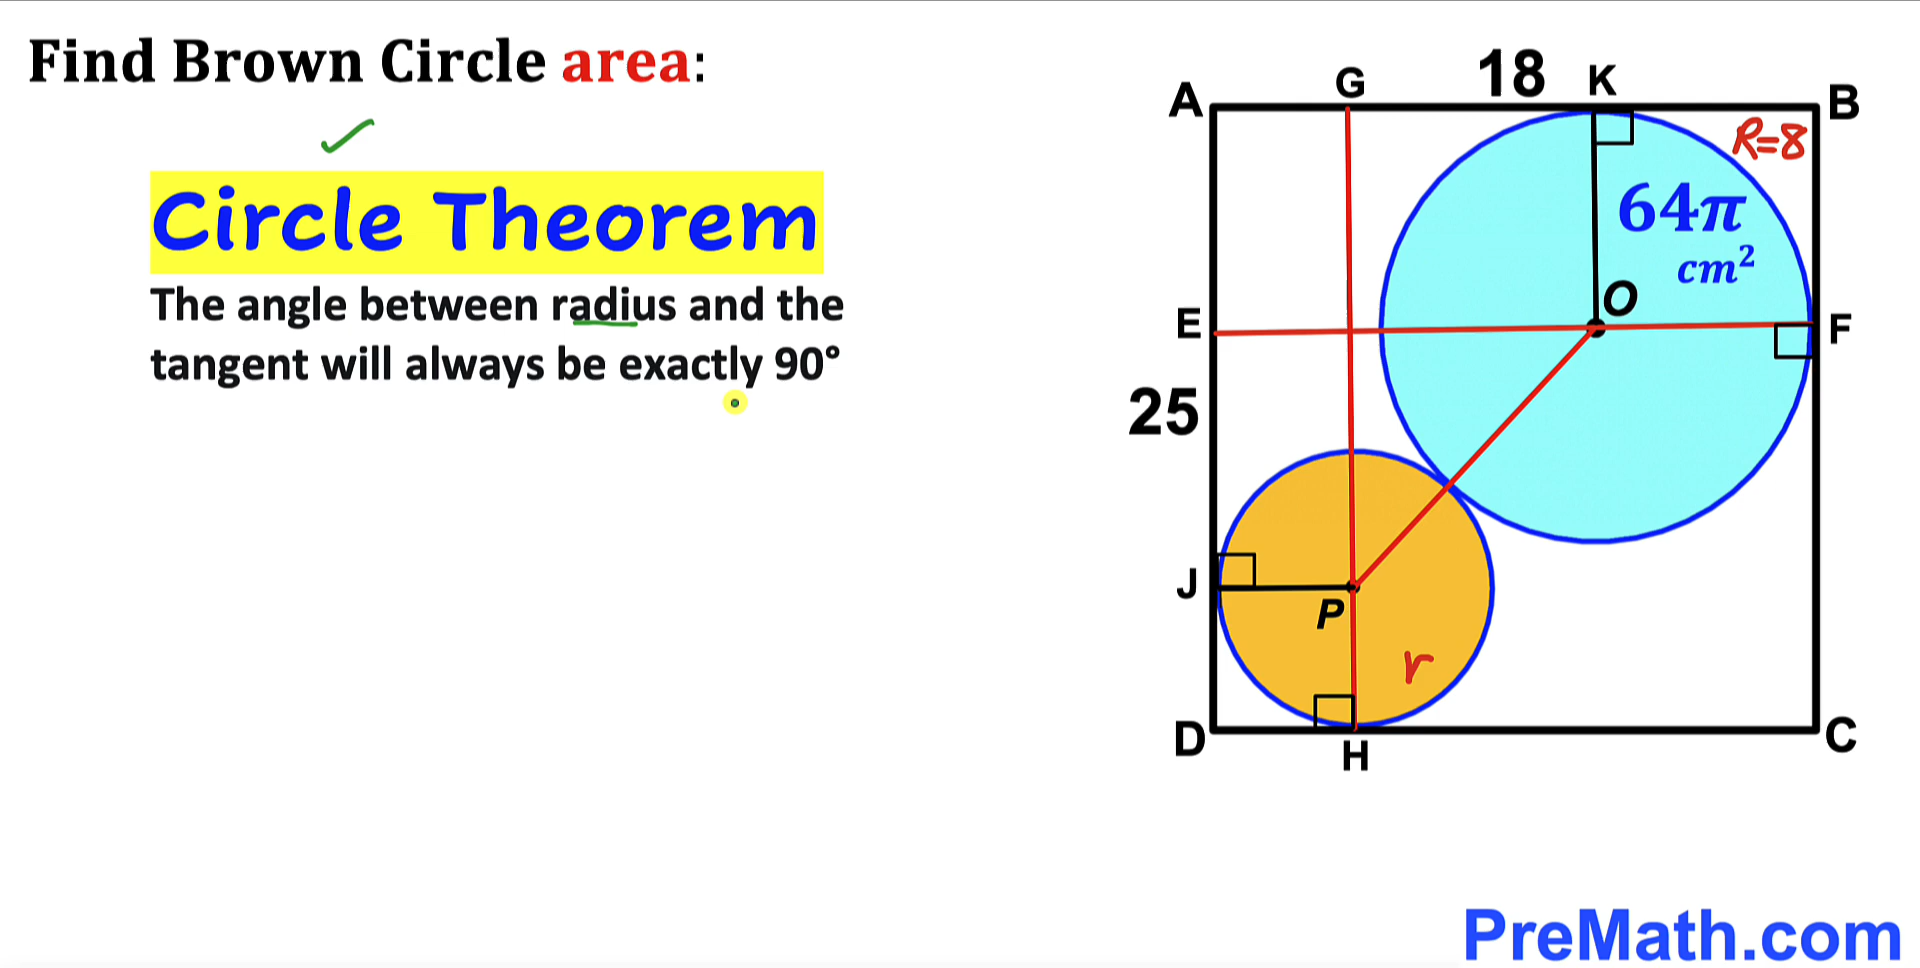 Find Brown Circle area:
Circle Theorem
The angle between radius and the
tangent will always be exactly 90°
A
G
18
K
B
R=8
64π
cm²
O
E
F
25
J
P
r
D
H
C
PreMath.com